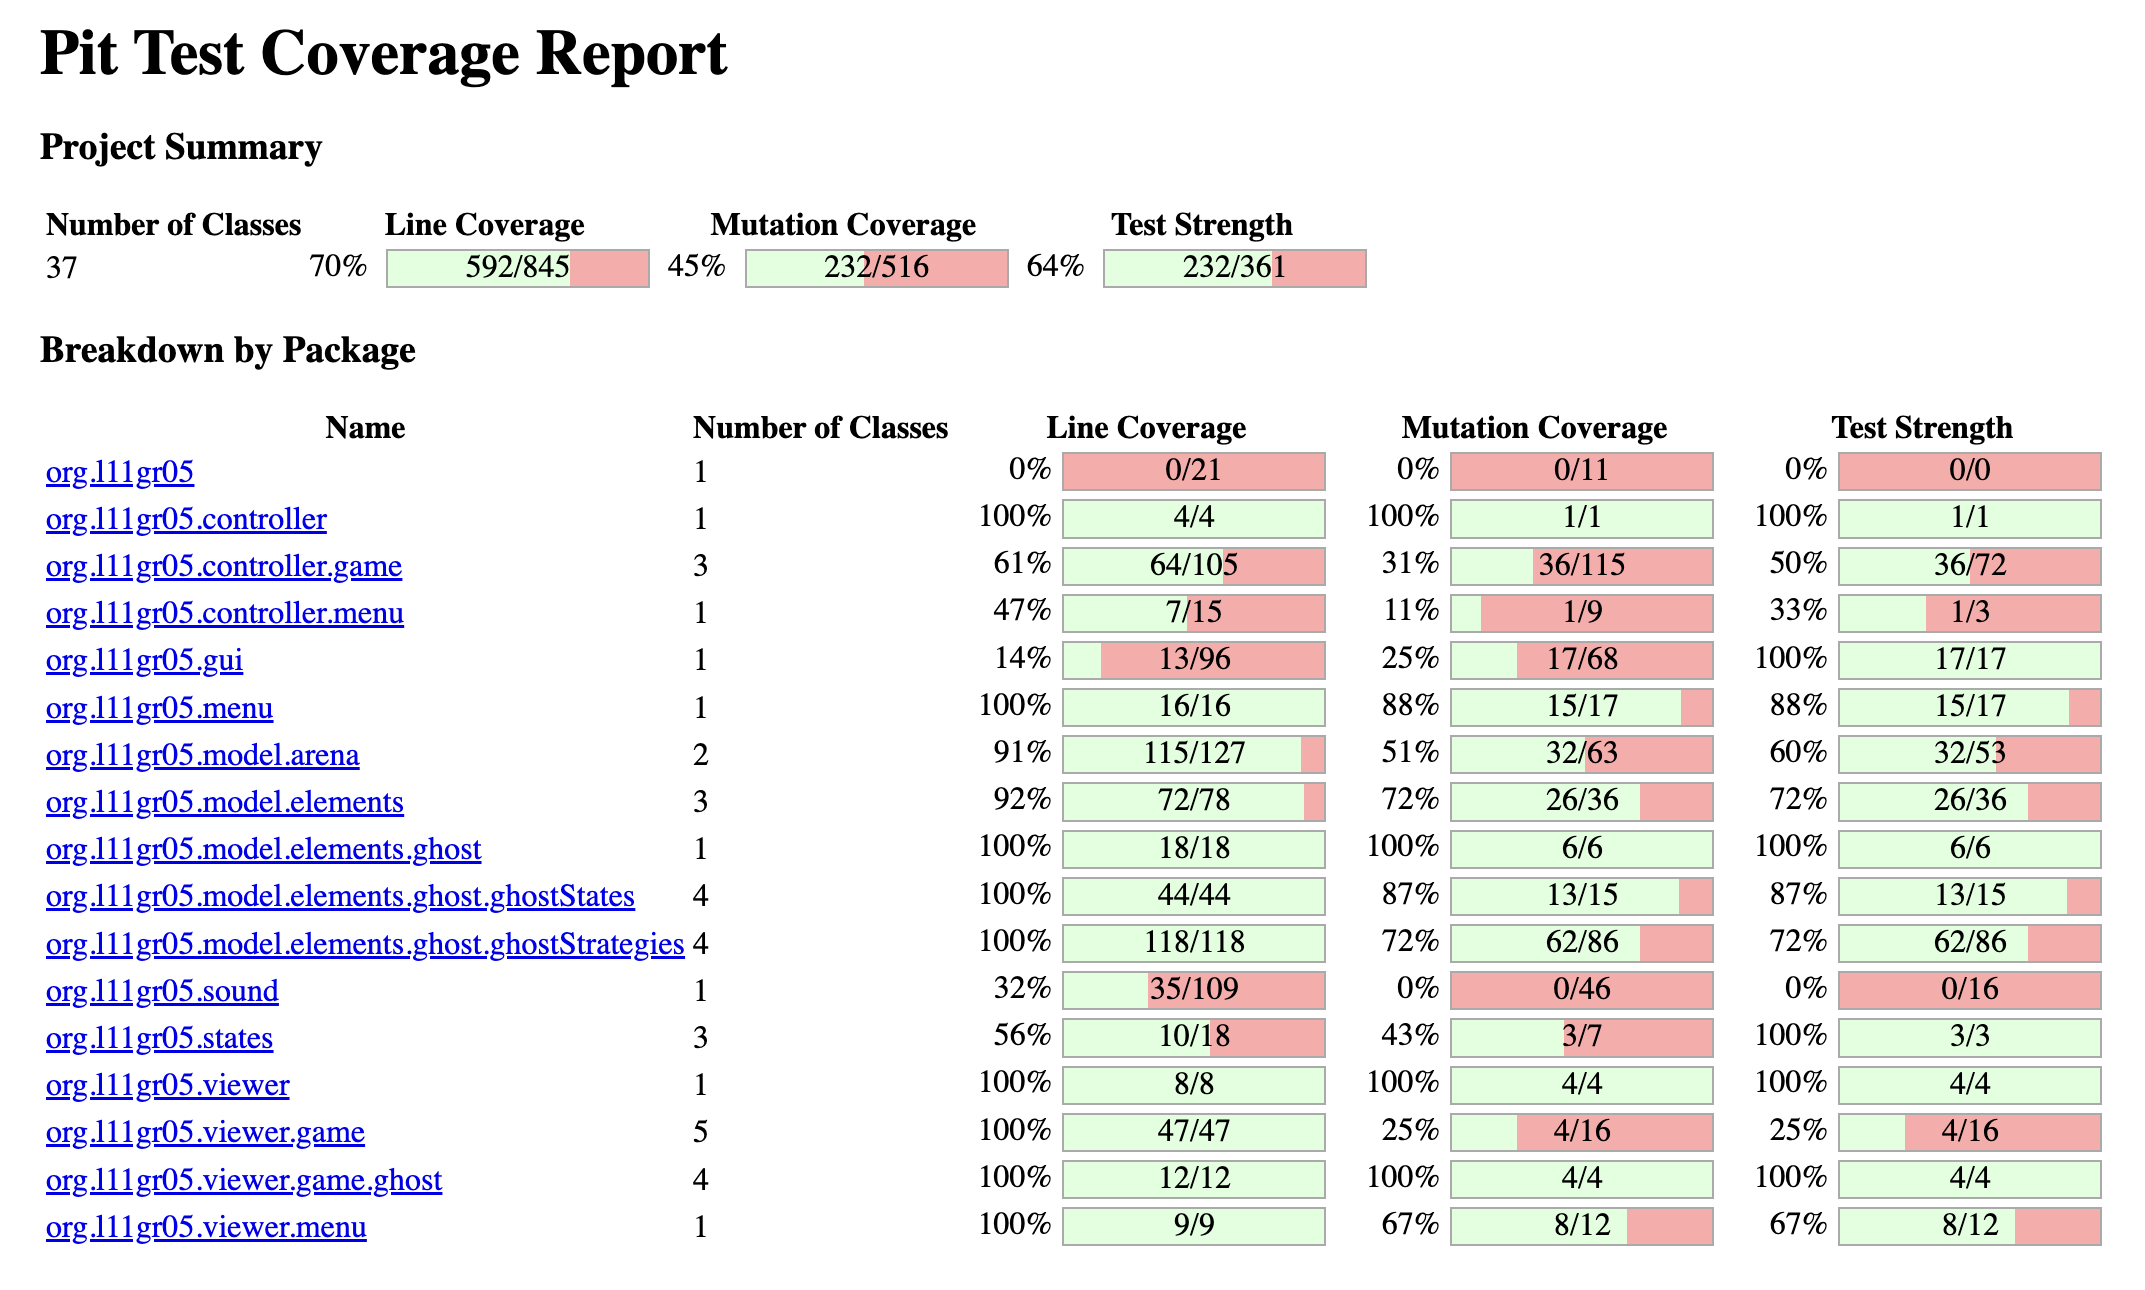 Pit Test Coverage Report
Project Summary
Number of Classes Line Coverage Mutation Coverage Test Strength
37 70% 592/845 45% 232/516 64% 232/361
Breakdown by Package
Name Number of Classes Line Coverage Mutation Coverage Test Strength
org.l11gr05 1 0% 0/21 0% 0/11 0% 0/0
org.l11gr05.controller 1 100% 4/4 100% 1/1 100% 1/1
org.l11gr05.controller.game 3 61% 64/105 31% 36/115 50% 36/72
org.l11gr05.controller.menu 1 47% 7/15 11% 1/9 33% 1/3
org.l11gr05.gui 1 14% 13/96 25% 17/68 100% 17/17
org.l11gr05.menu 1 100% 16/16 88% 15/17 88% 15/17
org.l11gr05.model.arena 2 91% 115/127 51% 32/63 60% 32/53
org.l11gr05.model.elements 3 92% 72/78 72% 26/36 72% 26/36
org.l11gr05.model.elements.ghost 1 100% 18/18 100% 6/6 100% 6/6
org.l11gr05.model.elements.ghost.ghostStates 4 100% 44/44 87% 13/15 87% 13/15
org.l11gr05.model.elements.ghost.ghostStrategies 4 100% 118/118 72% 62/86 72% 62/86
org.l11gr05.sound 1 32% 35/109 0% 0/46 0% 0/16
org.l11gr05.states 3 56% 10/18 43% 3/7 100% 3/3
org.l11gr05.viewer 1 100% 8/8 100% 4/4 100% 4/4
org.l11gr05.viewer.game 5 100% 47/47 25% 4/16 25% 4/16
org.l11gr05.viewer.game.ghost 4 100% 12/12 100% 4/4 100% 4/4
org.l11gr05.viewer.menu 1 100% 9/9 67% 8/12 67% 8/12